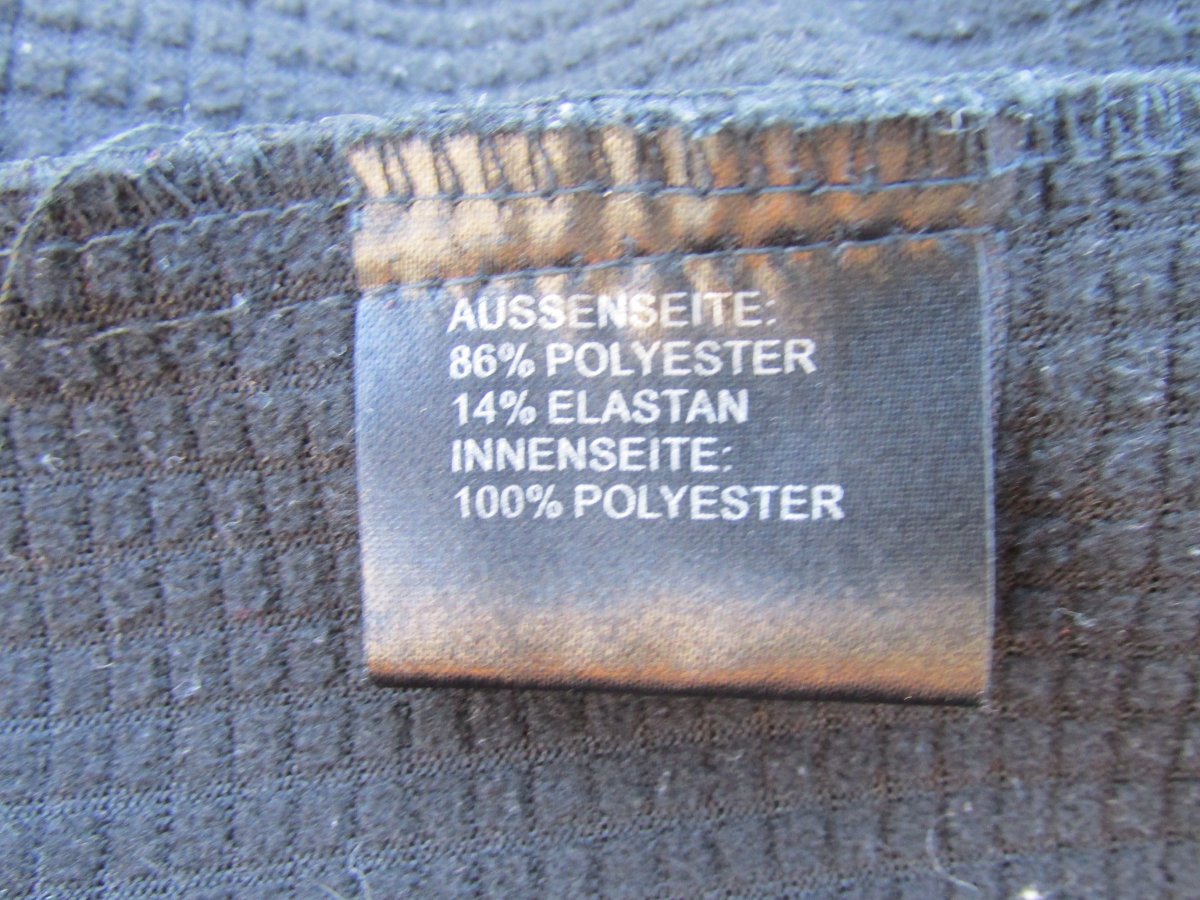 AUSSENSEITE:
86% POLYESTER
14% ELASTAN
INNENSEITE:
100% POLYESTER